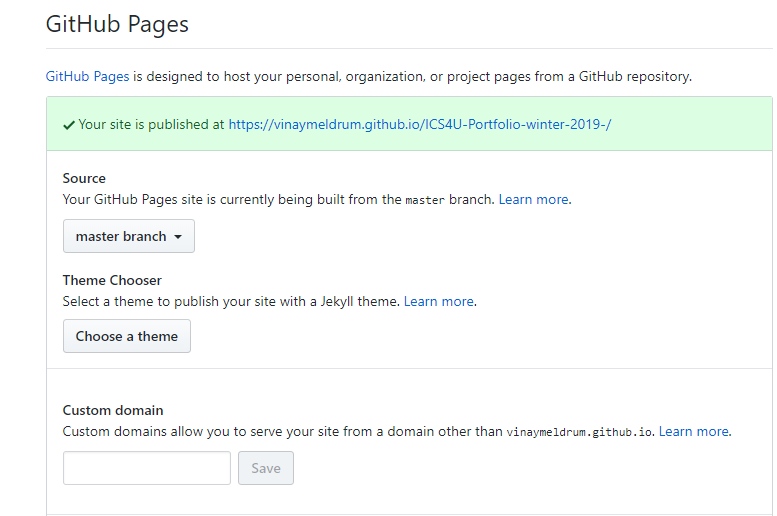 GitHub Pages
GitHub Pages is designed to host your personal, organization, or project pages from a GitHub repository.
✓ Your site is published at https://vinaymeldrum.github.io/ICS4U-Portfolio-winter-2019-/
Source
Your GitHub Pages site is currently being built from the master branch. Learn more.
master branch
Theme Chooser
Select a theme to publish your site with a Jekyll theme. Learn more.
Choose a theme
Custom domain
Custom domains allow you to serve your site from a domain other than vinaymeldrum.github.io. Learn more.
Save